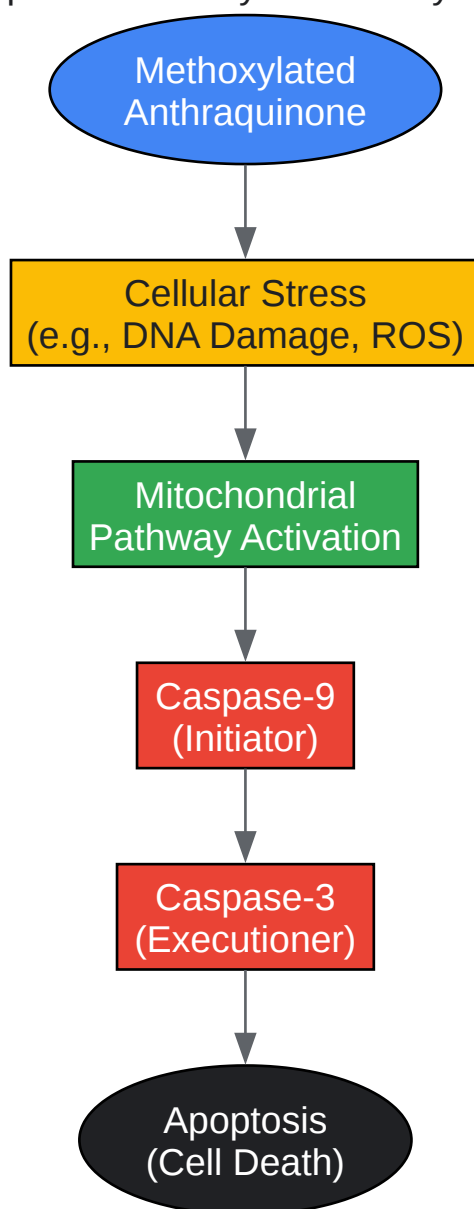 Methoxylated
Anthraquinone
Cellular Stress
(e.g., DNA Damage, ROS)
Mitochondrial
Pathway Activation
Caspase-9
(Initiator)
Caspase-3
(Executioner)
Apoptosis
(Cell Death)